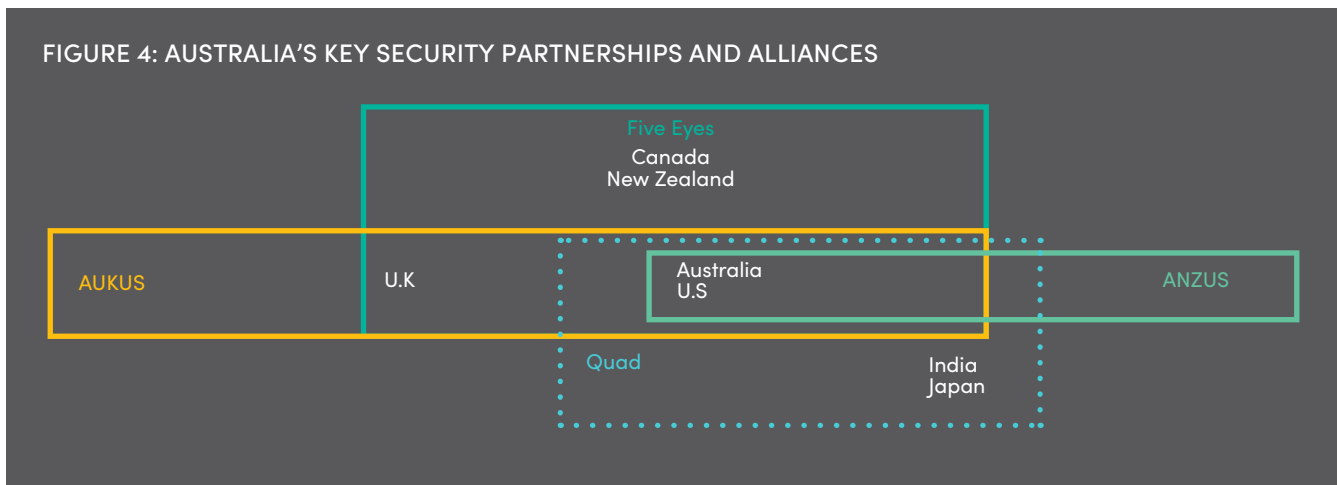 FIGURE 4: AUSTRALIA'S KEY SECURITY PARTNERSHIPS AND ALLIANCES
Five Eyes
Canada
New Zealand
AUKUS
U.K
Australia
U.S
ANZUS
Quad
India
Japan